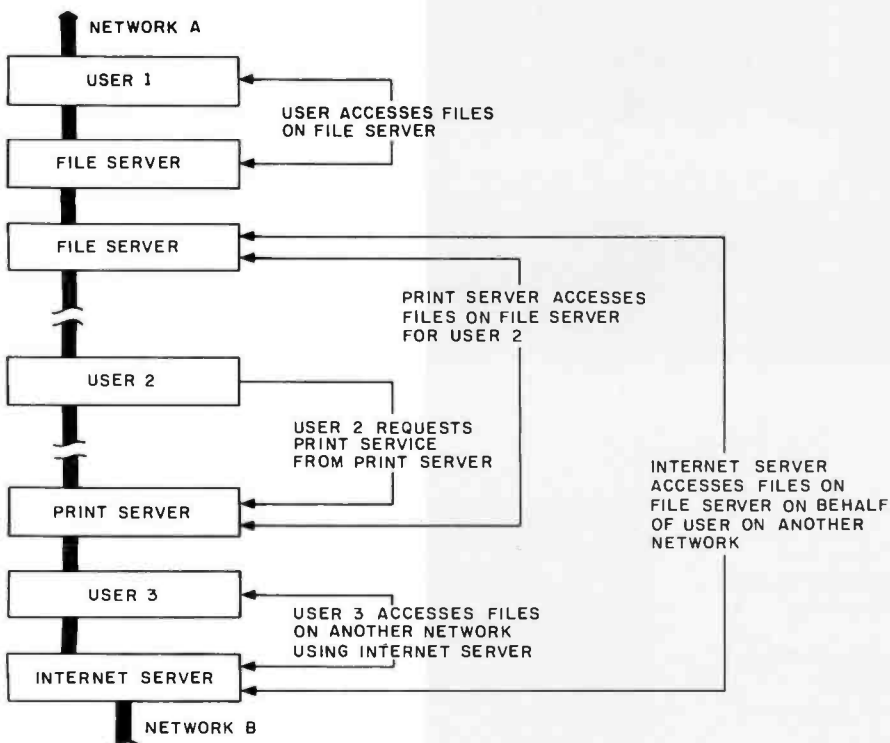 NETWORK A
USER 1
USER ACCESSES FILES
ON FILE SERVER
FILE SERVER
FILE SERVER
PRINT SERVER ACCESSES
FILES ON FILE SERVER
FOR USER 2
USER 2
USER 2 REQUESTS
PRINT SERVICE
FROM PRINT SERVER
INTERNET SERVER
ACCESSES FILES ON
FILE SERVER ON BEHALF
OF USER ON ANOTHER
NETWORK
PRINT SERVER
USER 3
USER 3 ACCESSES FILES
ON ANOTHER NETWORK
USING INTERNET SERVER
INTERNET SERVER
NETWORK B